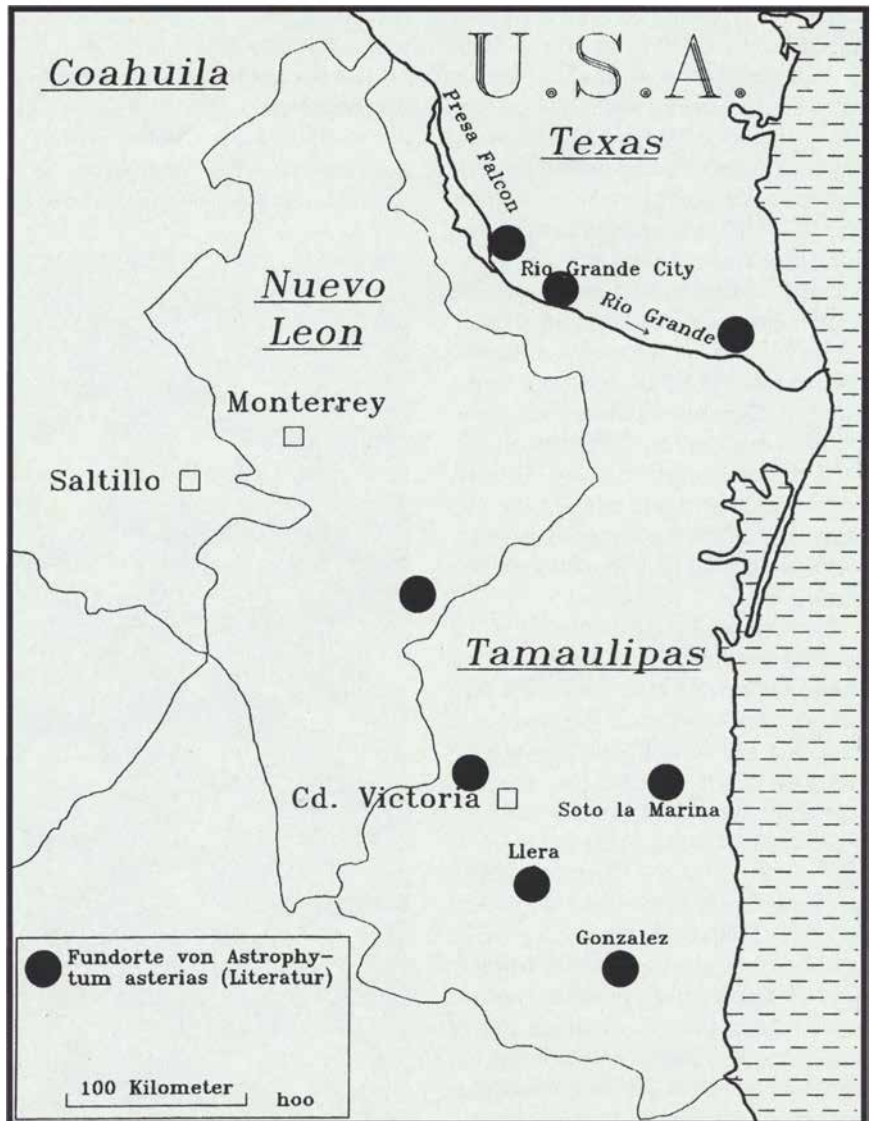 U.S.A.
Coahuila
Texas
Presa Falcon
Rio Grande City
Rio Grande
Nuevo
Leon
Monterrey
Saltillo
Tamaulipas
Cd. Victoria
Soto la Marina
Llera
Gonzalez
Fundorte von Astrophy-
tum asterias (Literatur)
100 Kilometer
hoo